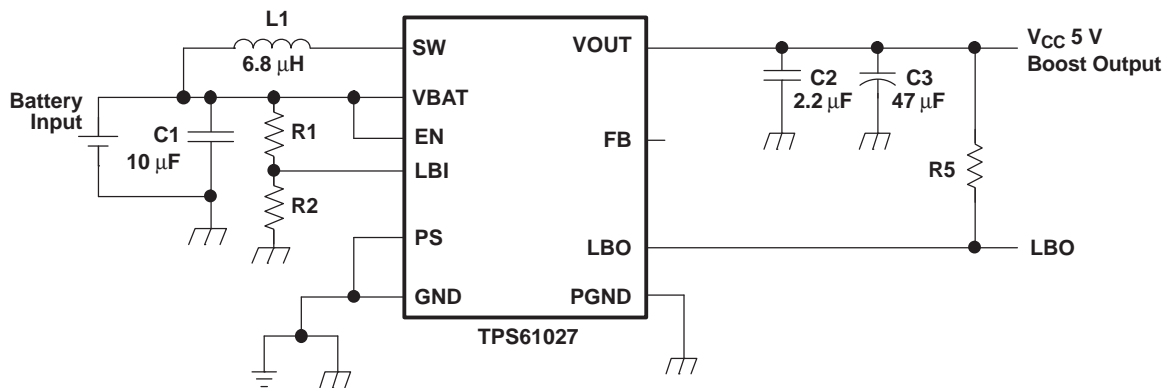 L1
6.8 μH
SW
VOUT
VCC 5 V
Boost Output
Battery
Input
C1
10 μF
R1
R2
VBAT
EN
LBI
PS
GND
C2
2.2 μF
C3
47 μF
FB
R5
LBO
LBO
PGND
TPS61027